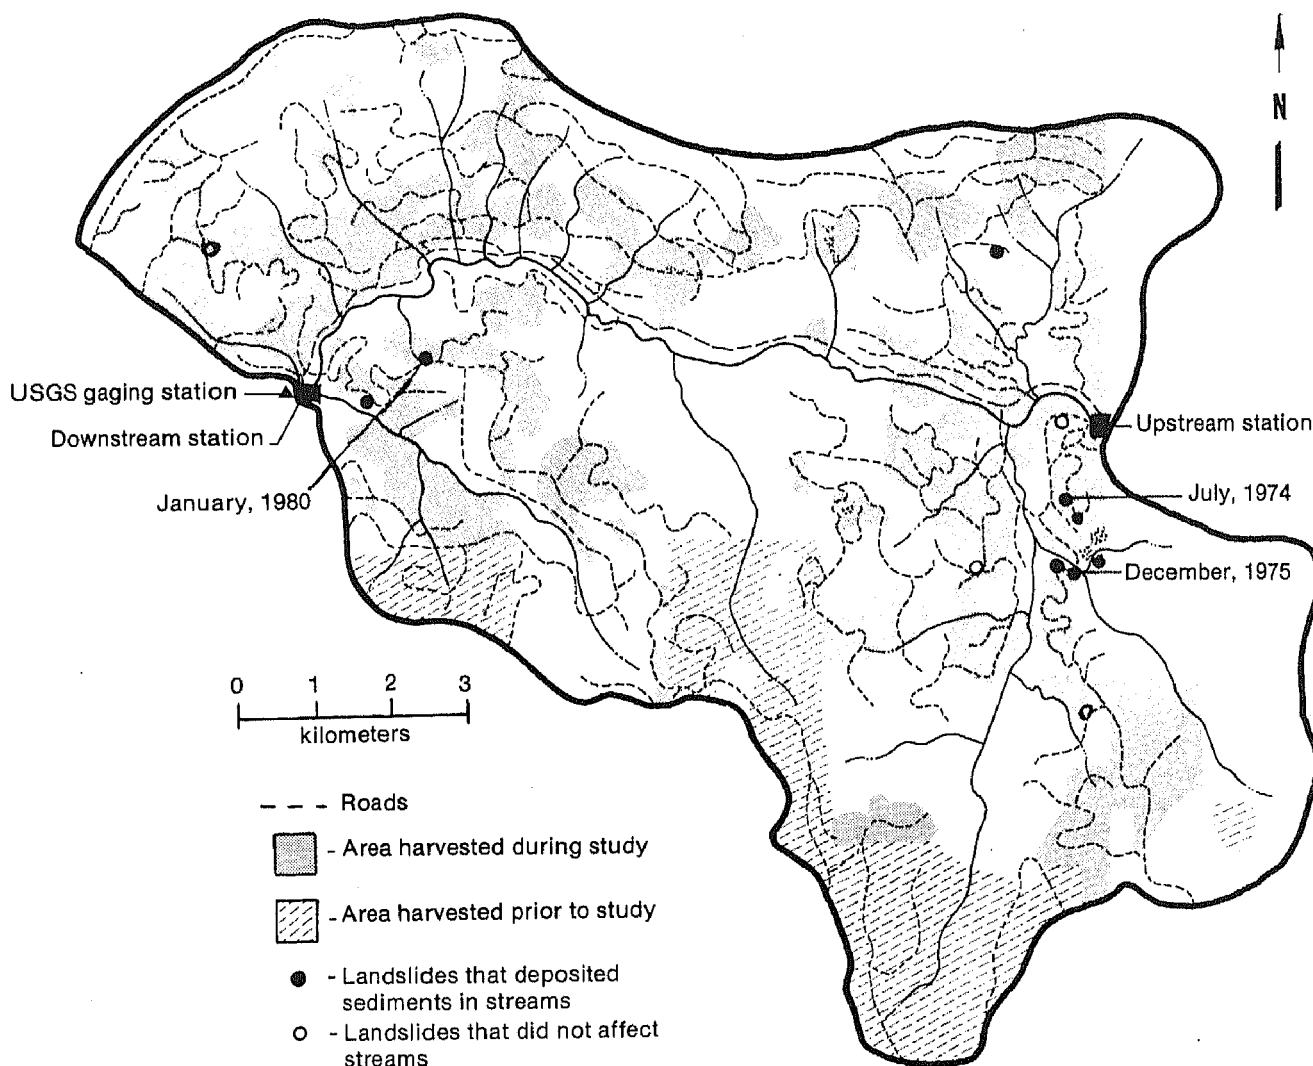 N
USGS gaging station
Downstream station
Upstream station
January, 1980
July, 1974
December, 1975
0 1 2 3
kilometers
- Roads
- Area harvested during study
- Area harvested prior to study
- Landslides that deposited
sediments in streams
- Landslides that did not affect
streams